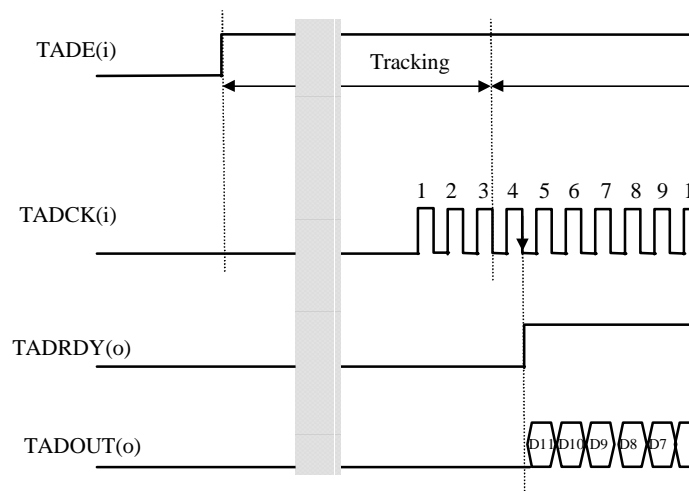 TADE(i)
Tracking
1 2 3 4 5 6 7 8 9
TADCK(i)
TADRDY(o)
TADOUT(o)
D11 D10 D9 D8 D7